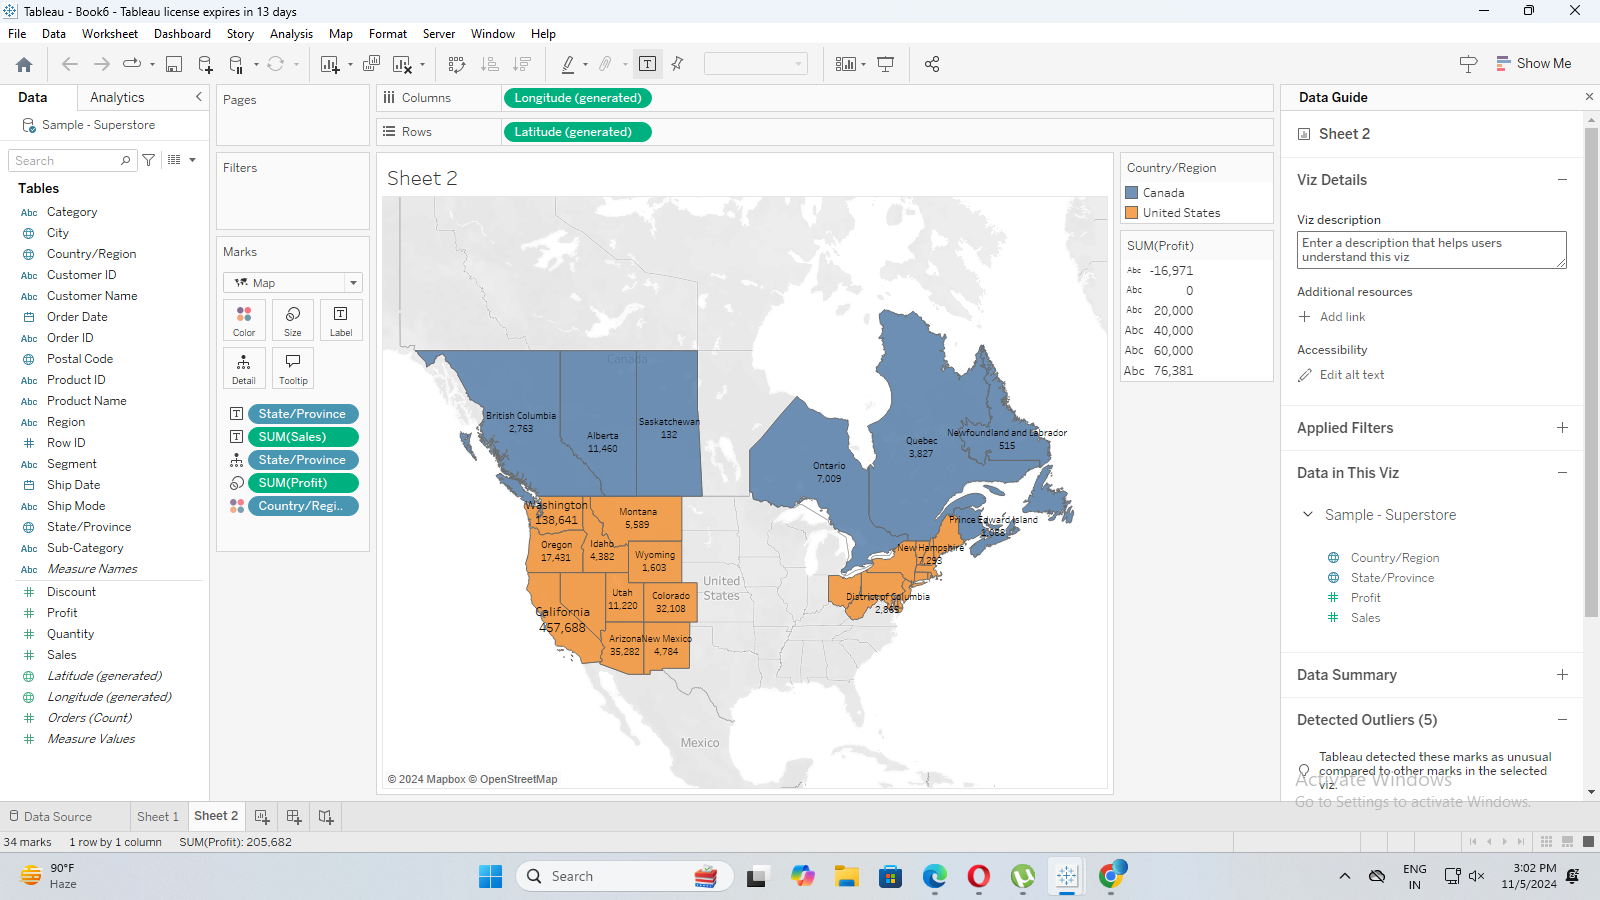 Tableau - Book6 - Tableau license expires in 13 days
File Data Worksheet Dashboard Story Analysis Map Format Server Window Help
Show Me
Data Analytics
Sample - Superstore
Search
Tables
Abc Category
City
Country/Region
Abc Customer ID
Abc Customer Name
Order Date
Abc Order ID
Postal Code
Abc Product ID
Abc Product Name
Abc Region
# Row ID
Abc Segment
Ship Date
Abc Ship Mode
State/Province
Abc Sub-Category
Abc Measure Names
# Discount
# Profit
# Quantity
# Sales
Latitude (generated)
Longitude (generated)
# Orders (Count)
# Measure Values
Pages
Filters
Marks
Map
Color Size Label
Detail Tooltip
State/Province
SUM(Sales)
State/Province
SUM(Profit)
Country/Regi..
Columns Longitude (generated)
Rows Latitude (generated)
Sheet 2
Canada
British Columbia
2,763
Alberta
11,460
Saskatchewan
132
Ontario
7,009
Quebec
3,827
Newfoundland and Labrador
515
Prince Edward Island
Washington
138,641
Montana
5,589
Oregon
17,431
Idaho
4,382
Wyoming
1,603
New Hampshire
7,293
United
States
Utah
11,220
Colorado
32,108
District of Columbia
2,865
California
457,688
Arizona
35,282
New Mexico
4,784
Mexico
© 2024 Mapbox © OpenStreetMap
Country/Region
Canada
United States
SUM(Profit)
Abc -16,971
Abc 0
Abc 20,000
Abc 40,000
Abc 60,000
Abc 76,381
Data Guide
Sheet 2
Viz Details
Viz description
Enter a description that helps users
understand this viz
Additional resources
Add link
Accessibility
Edit alt text
Applied Filters
Data in This Viz
Sample - Superstore
Country/Region
State/Province
# Profit
# Sales
Data Summary
Detected Outliers (5)
Tableau detected these marks as unusual
compared to other marks in the selected
viz.
Activate Windows
Go to Settings to activate Windows.
Data Source Sheet 1 Sheet 2
34 marks 1 row by 1 column SUM(Profit): 205,682
90°F
Haze
Search
ENG
IN
3:02 PM
11/5/2024